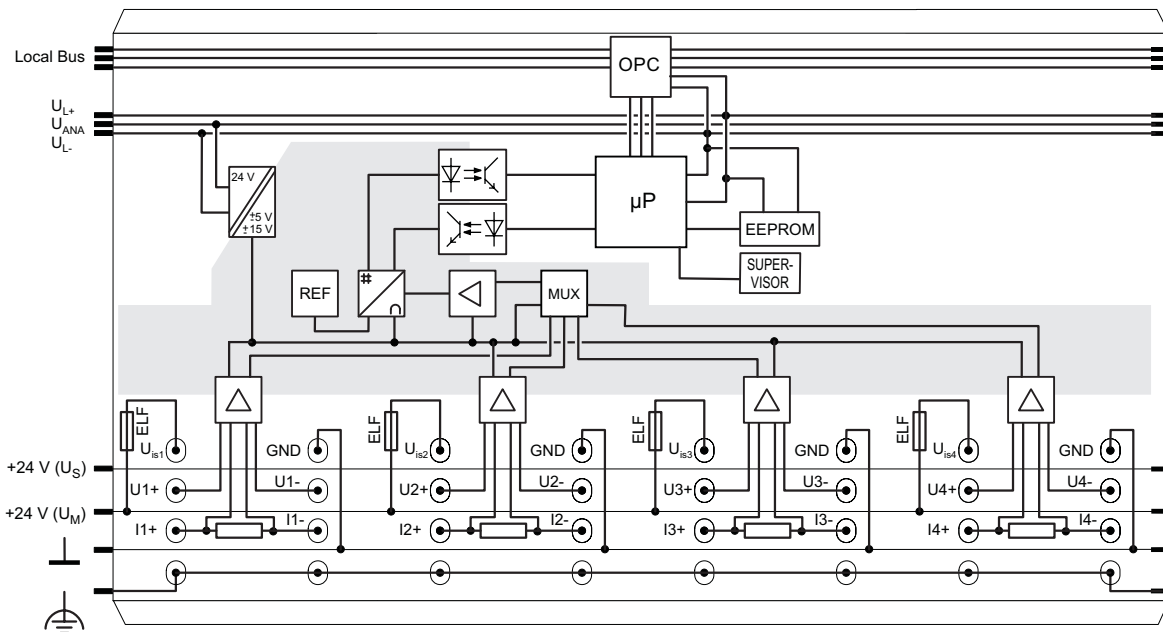 Local Bus
OPC
U_L+
U_ANA
U_L-
24 V
±5 V
±15 V
µP
EEPROM
SUPER-
VISOR
REF
#
∩
MUX
ELF
ELF
ELF
ELF
U_is1 GND U_is2 GND U_is3 GND U_is4 GND
+24 V (U_S)
U1+ U1- U2+ U2- U3+ U3- U4+ U4-
+24 V (U_M)
I1+ I1- I2+ I2- I3+ I3- I4+ I4-